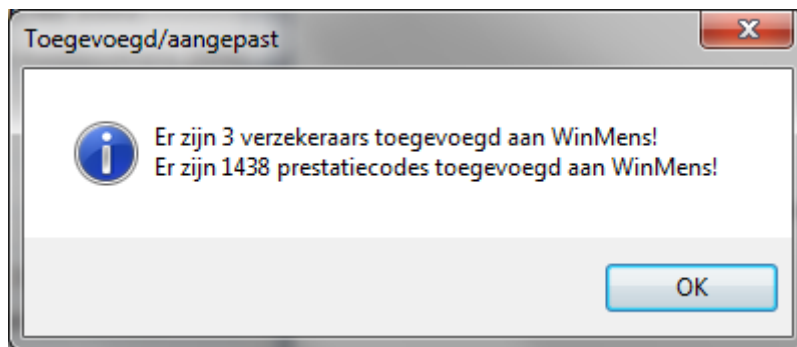 Toegevoegd/aangepast
Er zijn 3 verzekeraars toegevoegd aan WinMens!
Er zijn 1438 prestatiecodes toegevoegd aan WinMens!
OK